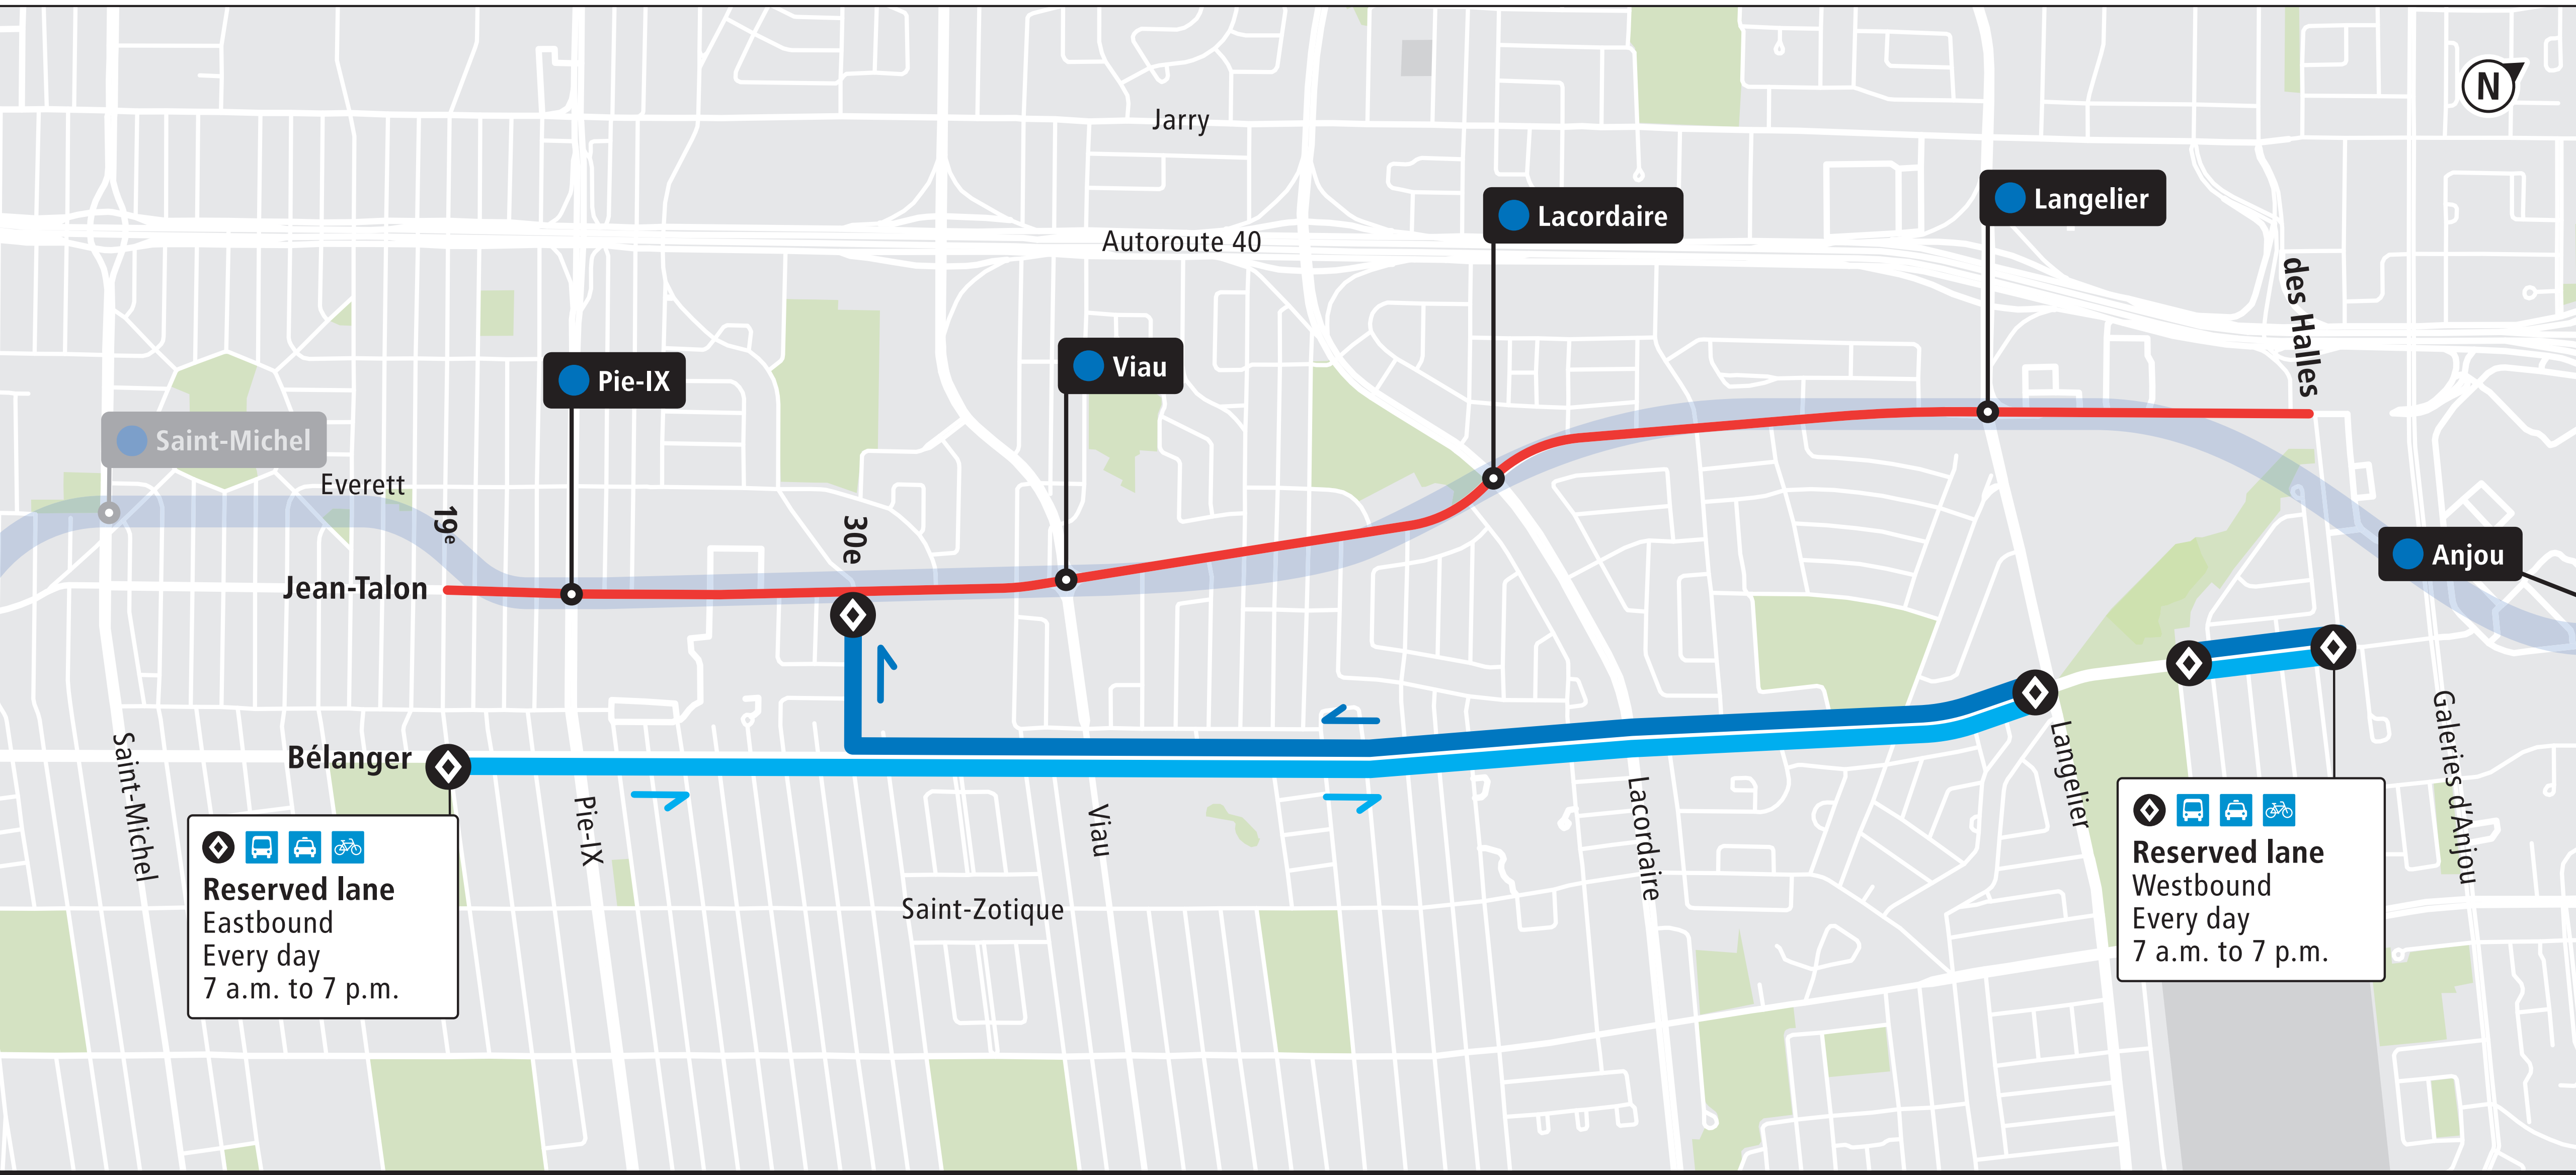 N
Jarry
Langelier
Lacordaire
Autoroute 40
des Halles
Viau
Pie-IX
Saint-Michel
Everett
19e
30e
Anjou
Jean-Talon
Bélanger
Saint-Michel
Pie-IX
Viau
Lacordaire
Langelier
Galeries d'Anjou
Saint-Zotique
Reserved lane
Eastbound
Every day
7 a.m. to 7 p.m.
Reserved lane
Westbound
Every day
7 a.m. to 7 p.m.